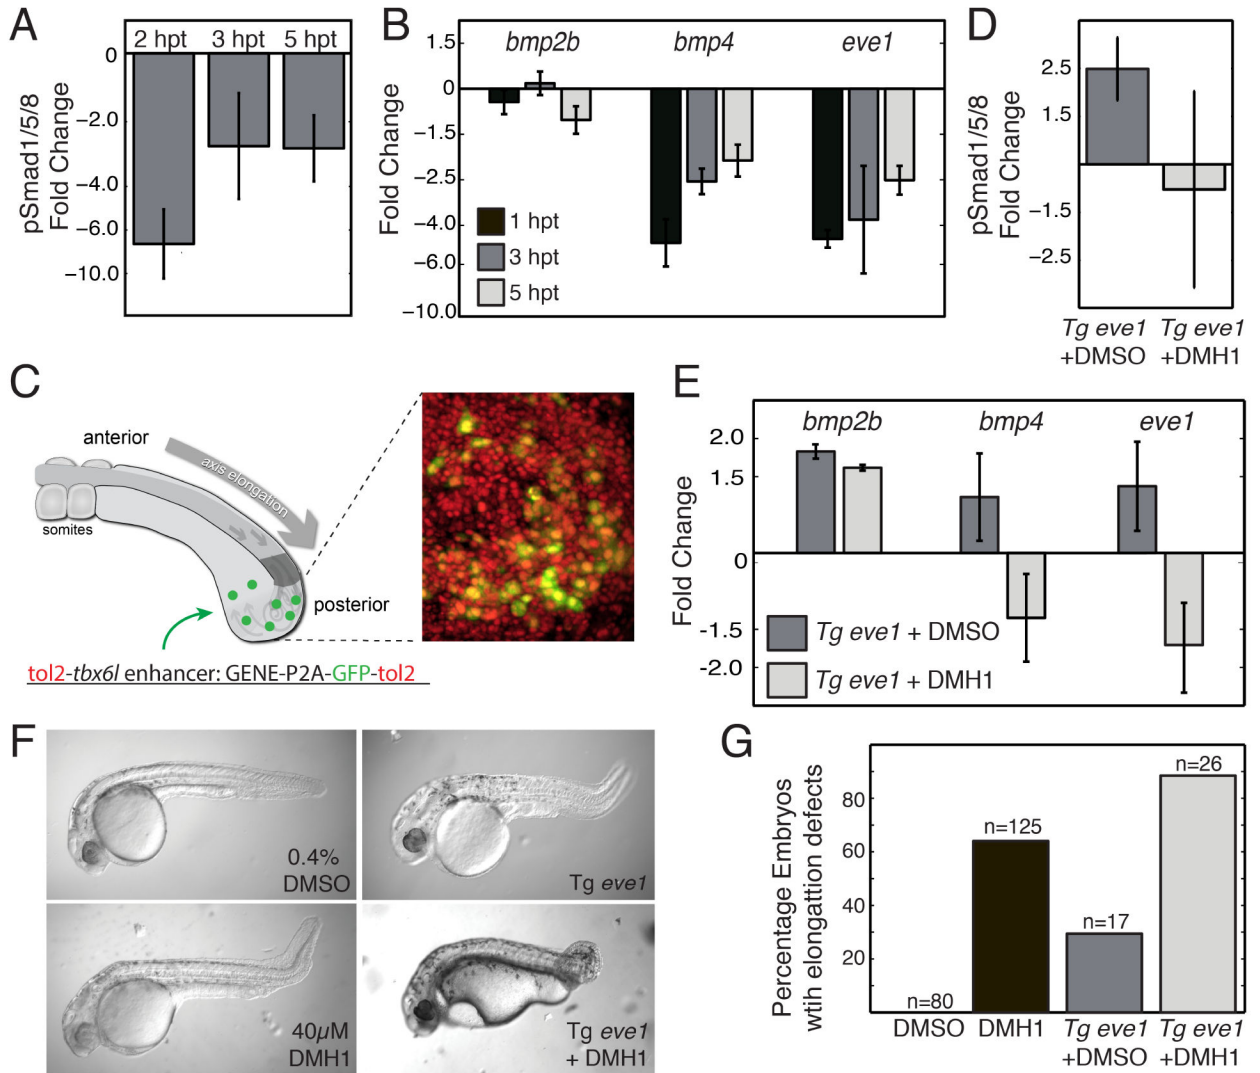 A
2 hpt 3 hpt 5 hpt
0
−2.0
−4.0
−6.0
−10.0
pSmad1/5/8
Fold Change
B
bmp2b bmp4 eve1
1.5
0
−1.5
−2.5
−4.0
−6.0
−10.0
Fold Change
1 hpt
3 hpt
5 hpt
D
2.5
1.5
−1.5
−2.5
pSmad1/5/8
Fold Change
Tg eve1 Tg eve1
+DMSO +DMH1
C
anterior
axis elongation
somites
posterior
tol2-tbx6l enhancer: GENE-P2A-GFP-tol2
E
bmp2b bmp4 eve1
2.0
1.5
0
-1.5
-2.0
Fold Change
Tg eve1 + DMSO
Tg eve1 + DMH1
F
0.4%
DMSO
Tg eve1
40µM
DMH1
Tg eve1
+ DMH1
G
Percentage Embryos
wtih elongattion defects
80
60
40
20
n=80
n=125
n=17
n=26
DMSO DMH1 Tg eve1 Tg eve1
+DMSO +DMH1